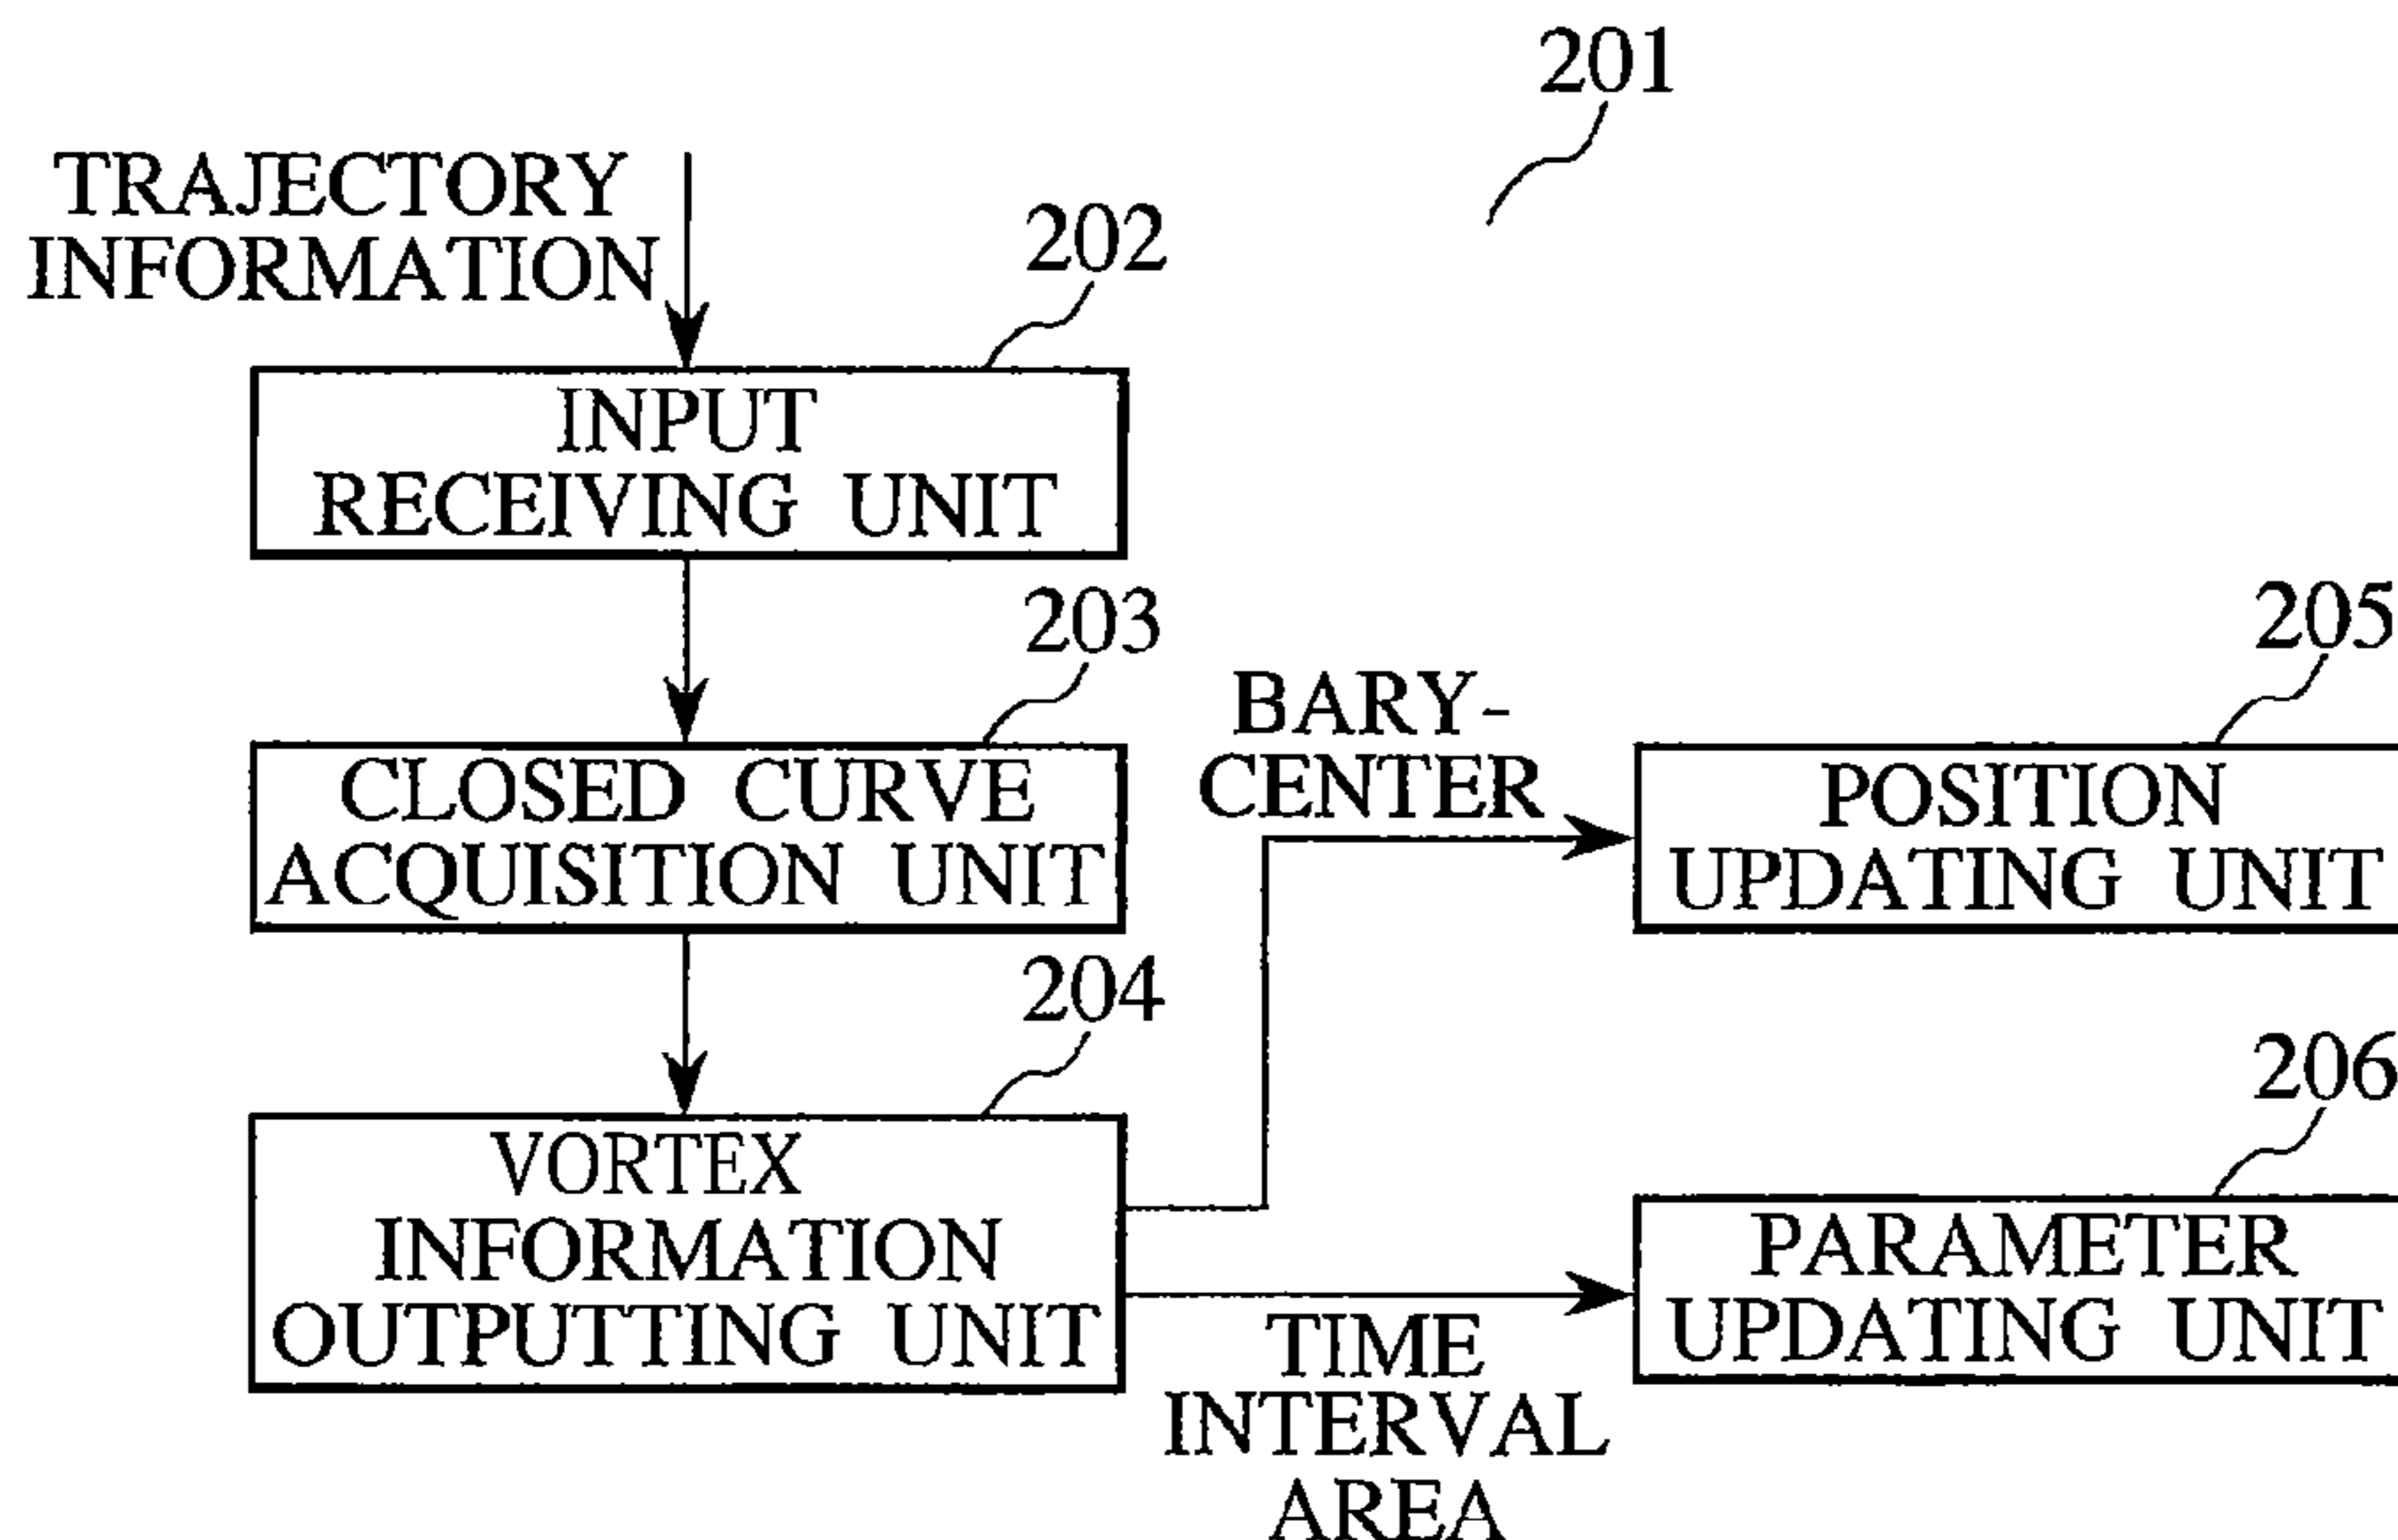 201
TRAJECTORY
INFORMATION
202
INPUT
RECEIVING UNIT
203
CLOSED CURVE
ACQUISITION UNIT
BARY-
CENTER
205
POSITION
UPDATING UNIT
204
VORTEX
INFORMATION
OUTPUTTING UNIT
206
PARAMETER
UPDATING UNIT
TIME
INTERVAL
AREA